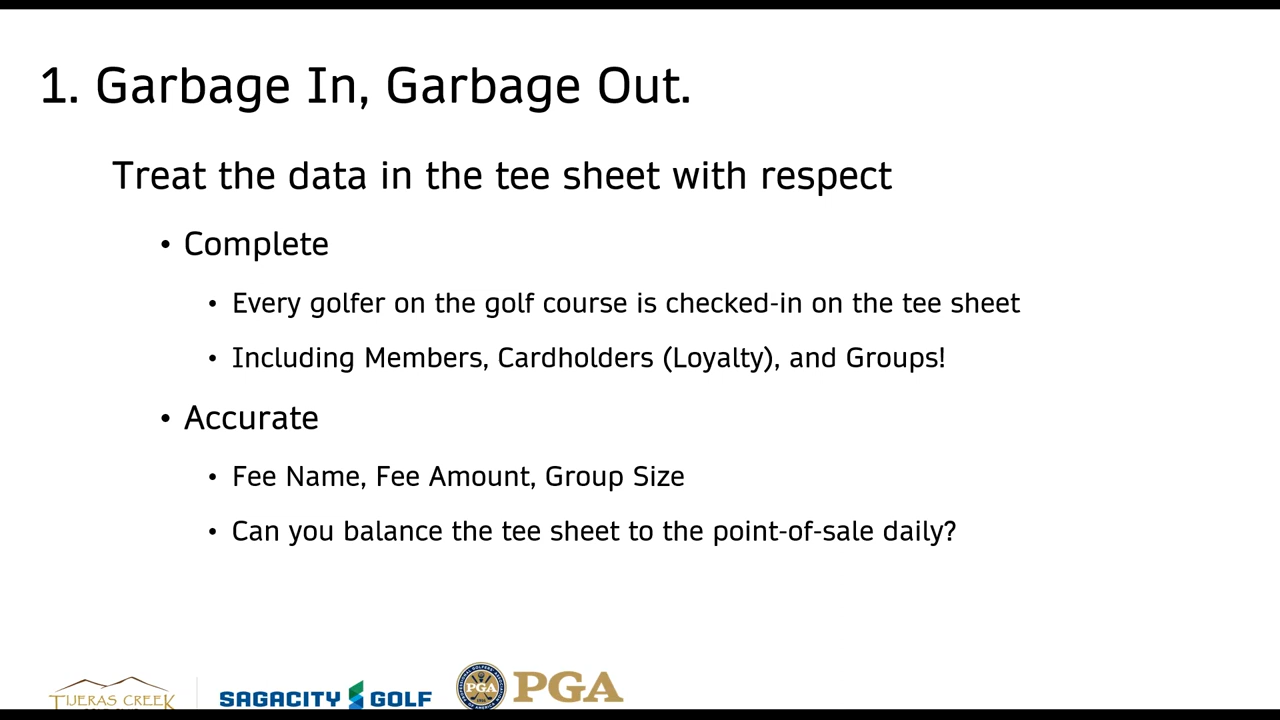 1. Garbage In, Garbage Out.
Treat the data in the tee sheet with respect
• Complete
• Every golfer on the golf course is checked-in on the tee sheet
• Including Members, Cardholders (Loyalty), and Groups!
• Accurate
• Fee Name, Fee Amount, Group Size
• Can you balance the tee sheet to the point-of-sale daily?
TIJERAS CREEK
SAGACITY GOLF
PGA
PGA